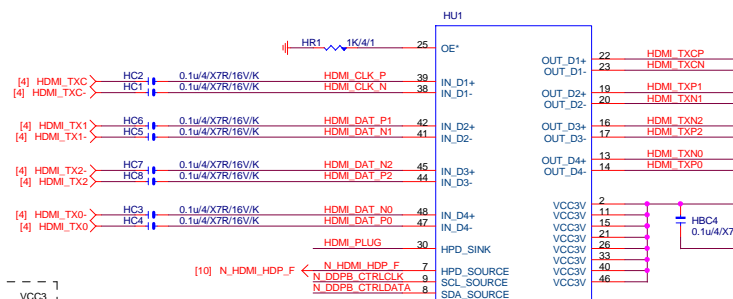 HU1
HR1 1K/4/1 25 OE*
OUT_D1+ 22 HDMI_TXCP
OUT_D1- 23 HDMI_TXCN
[4] HDMI_TXC HC2 0.1u/4/X7R/16V/K HDMI_CLK_P 39 IN_D1+
[4] HDMI_TXC- HC1 0.1u/4/X7R/16V/K HDMI_CLK_N 38 IN_D1-
OUT_D2+ 19 HDMI_TXP1
OUT_D2- 20 HDMI_TXN1
[4] HDMI_TX1 HC6 0.1u/4/X7R/16V/K HDMI_DAT_P1 42 IN_D2+
[4] HDMI_TX1- HC5 0.1u/4/X7R/16V/K HDMI_DAT_N1 41 IN_D2-
OUT_D3+ 16 HDMI_TXN2
OUT_D3- 17 HDMI_TXP2
[4] HDMI_TX2- HC7 0.1u/4/X7R/16V/K HDMI_DAT_N2 45 IN_D3+
[4] HDMI_TX2 HC8 0.1u/4/X7R/16V/K HDMI_DAT_P2 44 IN_D3-
OUT_D4+ 13 HDMI_TXN0
OUT_D4- 14 HDMI_TXP0
[4] HDMI_TX0- HC3 0.1u/4/X7R/16V/K HDMI_DAT_N0 48 IN_D4+
[4] HDMI_TX0 HC4 0.1u/4/X7R/16V/K HDMI_DAT_P0 47 IN_D4-
VCC3V 2
VCC3V 11
VCC3V 15
VCC3V 21
VCC3V 26
VCC3V 33
VCC3V 40
VCC3V 46
HBC4
0.1u/4/X7
HDMI_PLUG 30 HPD_SINK
[10] N_HDMI_HDP_F N_HDMI_HDP_F 7 HPD_SOURCE
N_DDPB_CTRLCLK 9 SCL_SOURCE
N_DDPB_CTRLDATA 8 SDA_SOURCE
VCC3